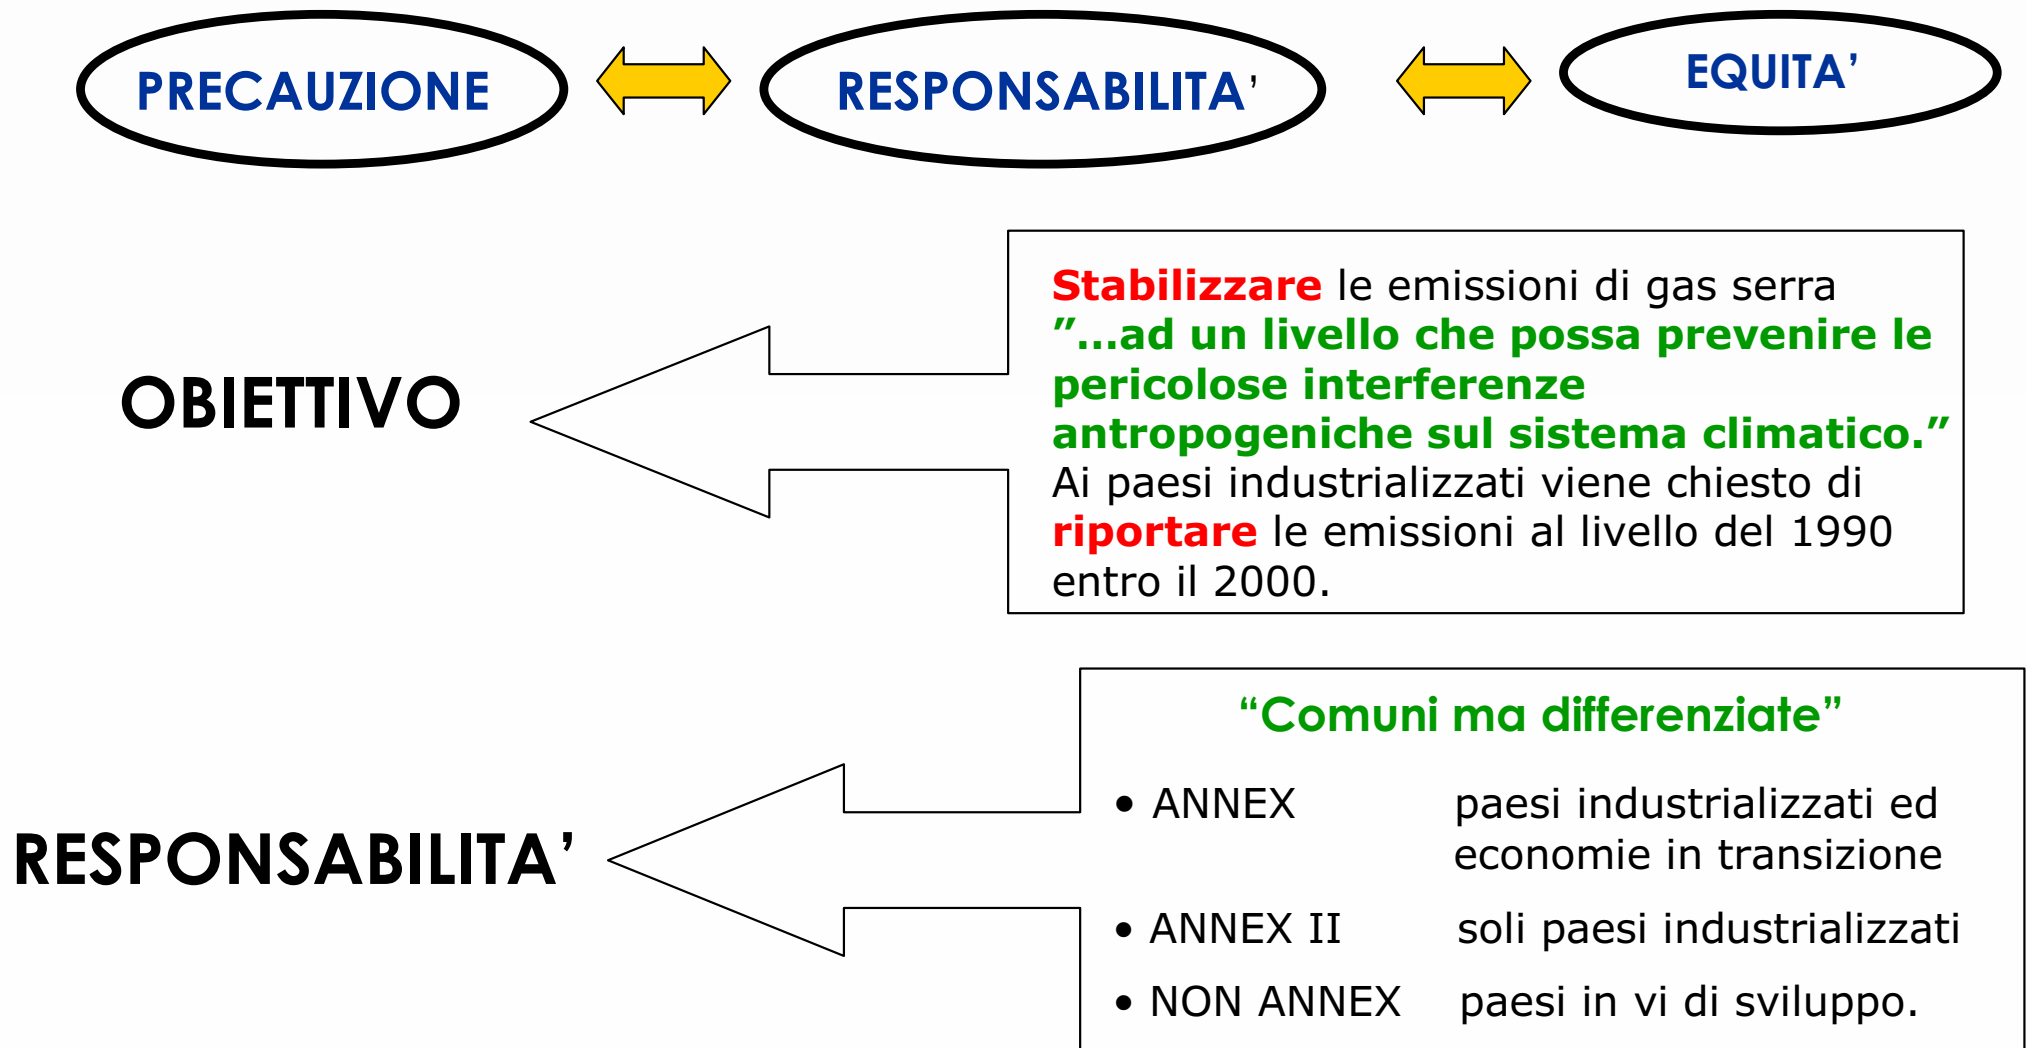 PRECAUZIONE
RESPONSABILITA’
EQUITA’
OBIETTIVO
Stabilizzare le emissioni di gas serra
”…ad un livello che possa prevenire le
pericolose interferenze
antropogeniche sul sistema climatico.”
Ai paesi industrializzati viene chiesto di
riportare le emissioni al livello del 1990
entro il 2000.
RESPONSABILITA’
“Comuni ma differenziate”
• ANNEX paesi industrializzati ed
economie in transizione
• ANNEX II soli paesi industrializzati
• NON ANNEX paesi in vi di sviluppo.